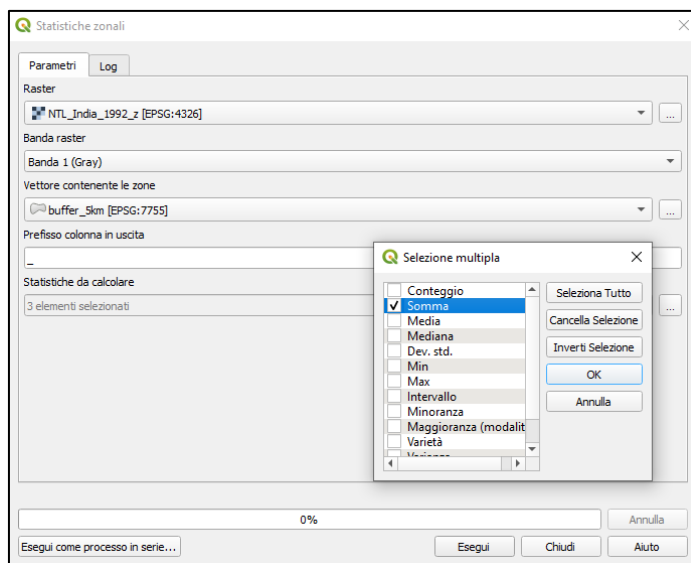 Statistiche zonali
Parametri
Log
Raster
NTL_India_1992_z [EPSG:4326]
...
Banda raster
Banda 1 (Gray)
Vettore contenente le zone
buffer_5km [EPSG:7755]
...
Prefisso colonna in uscita
_
Statistiche da calcolare
3 elementi selezionati
...
Selezione multipla
Conteggio
Somma
Media
Mediana
Dev. std.
Min
Max
Intervallo
Minoranza
Maggioranza (modalit
Varietà
Varianza
Seleziona Tutto
Cancella Selezione
Inverti Selezione
OK
Annulla
0%
Annulla
Esegui come processo in serie...
Esegui
Chiudi
Aiuto